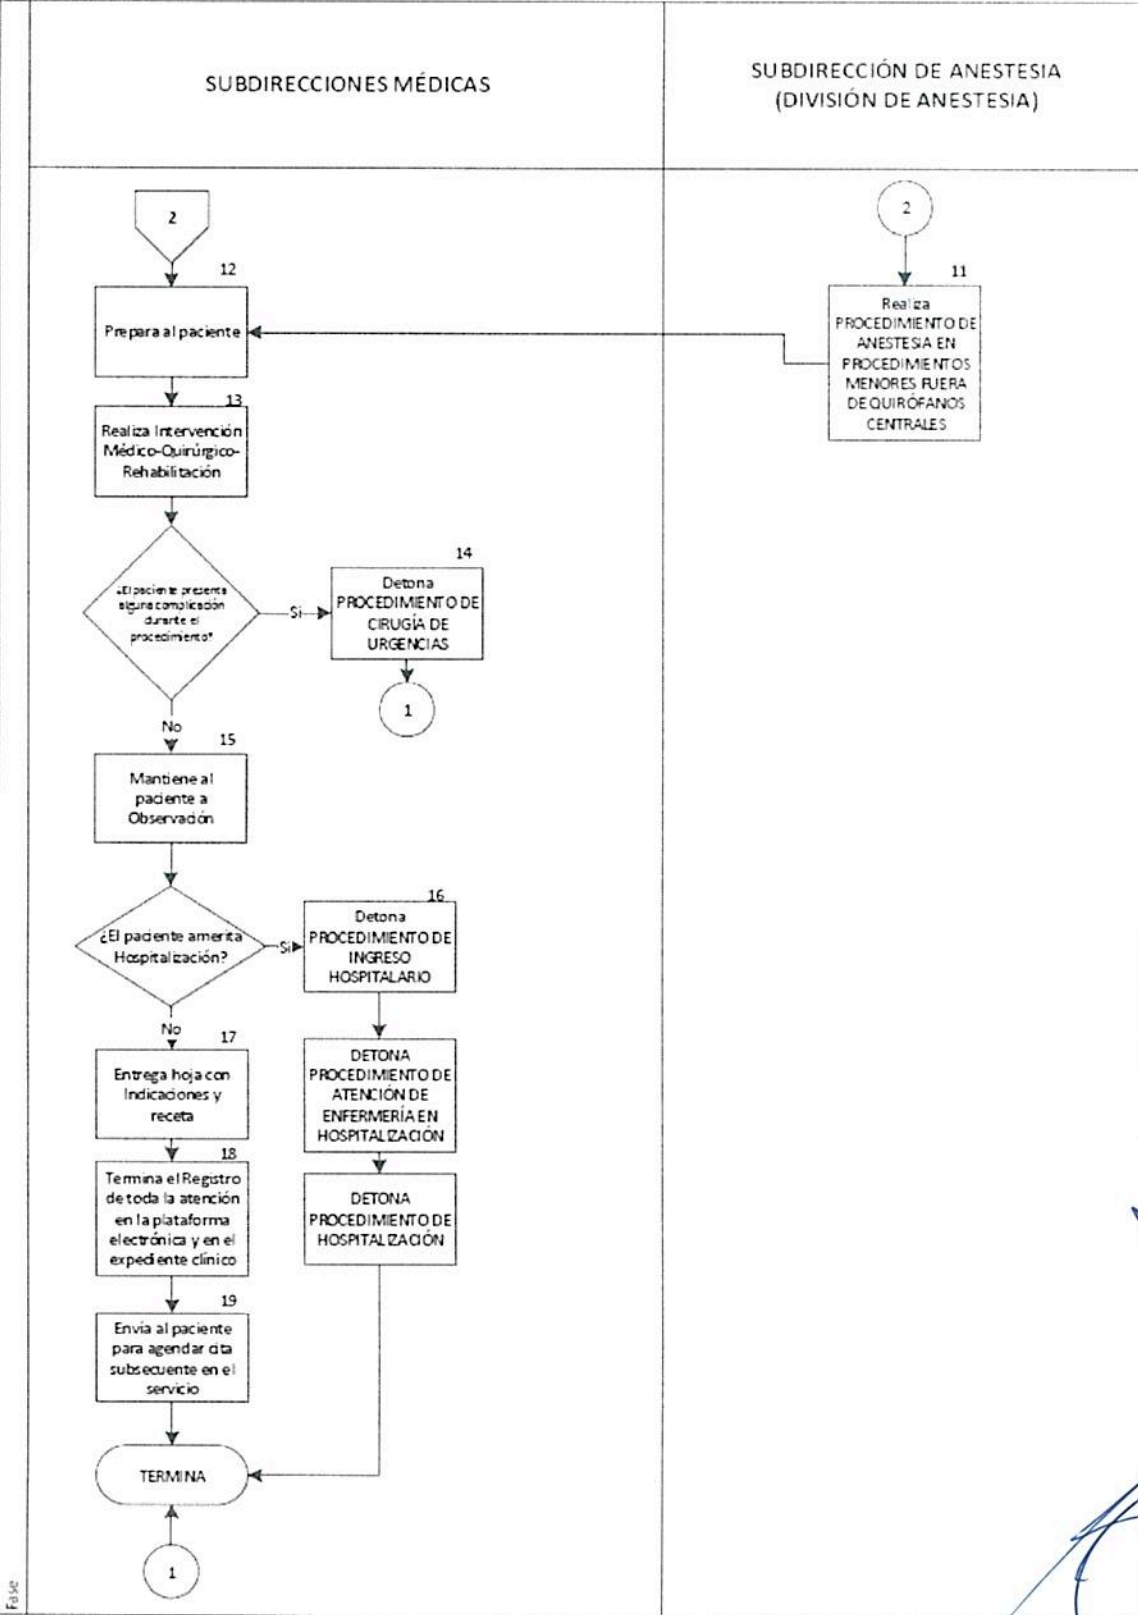 SUBDIRECCIONES MÉDICAS
SUBDIRECCIÓN DE ANESTESIA
(DIVISIÓN DE ANESTESIA)
2
2
11
Realiza
PROCEDIMIENTO DE
ANESTESIA EN
PROCEDIMIENTOS
MENORES FUERA
DE QUIRÓFANOS
CENTRALES
12
Prepara al paciente
13
Realiza Intervención
Médico-Quirúrgico-
Rehabilitación
¿El paciente presenta
alguna complicación
durante el
procedimiento?
Si
14
Detona
PROCEDIMIENTO DE
CIRUGÍA DE
URGENCIAS
1
No
15
Mantiene al
paciente a
Observación
¿El paciente amerita
Hospitalización?
Si
16
Detona
PROCEDIMIENTO DE
INGRESO
HOSPITALARIO
DETONA
PROCEDIMIENTO DE
ATENCIÓN DE
ENFERMERÍA EN
HOSPITALIZACIÓN
DETONA
PROCEDIMIENTO DE
HOSPITALIZACIÓN
No
17
Entrega hoja con
Indicaciones y
receta
18
Termina el Registro
de toda la atención
en la plataforma
electrónica y en el
expediente clínico
19
Envía al paciente
para agendar cita
subsecuente en el
servicio
TERMINA
1
Fase